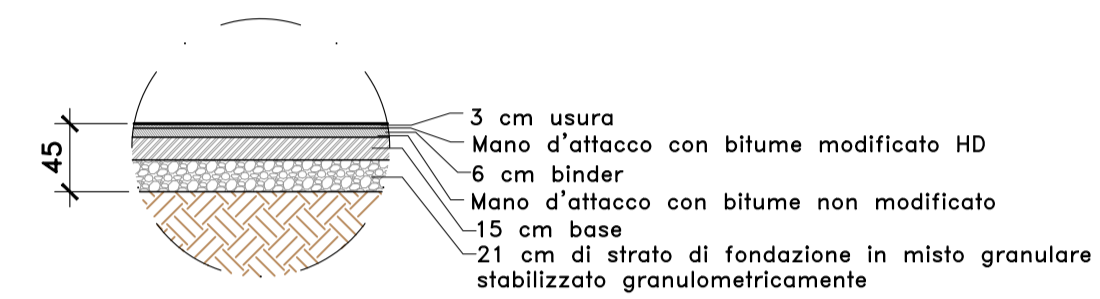 45
3 cm usura
Mano d'attacco con bitume modificato HD
6 cm binder
Mano d'attacco con bitume non modificato
15 cm base
21 cm di strato di fondazione in misto granulare
stabilizzato granulometricamente